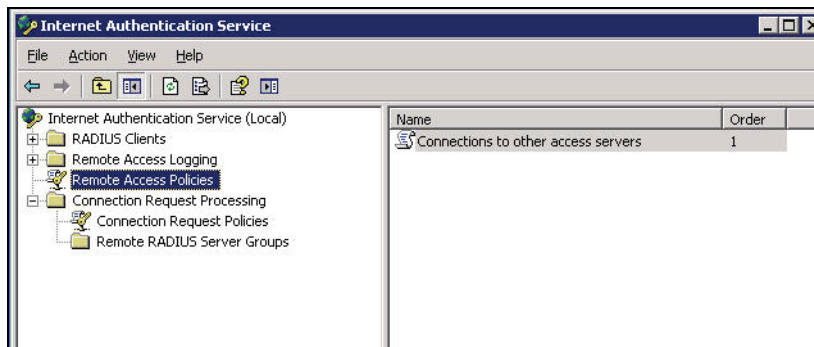 Internet Authentication Service
File Action View Help
Internet Authentication Service (Local)
RADIUS Clients
Remote Access Logging
Remote Access Policies
Connection Request Processing
Connection Request Policies
Remote RADIUS Server Groups
Name Order
Connections to other access servers 1